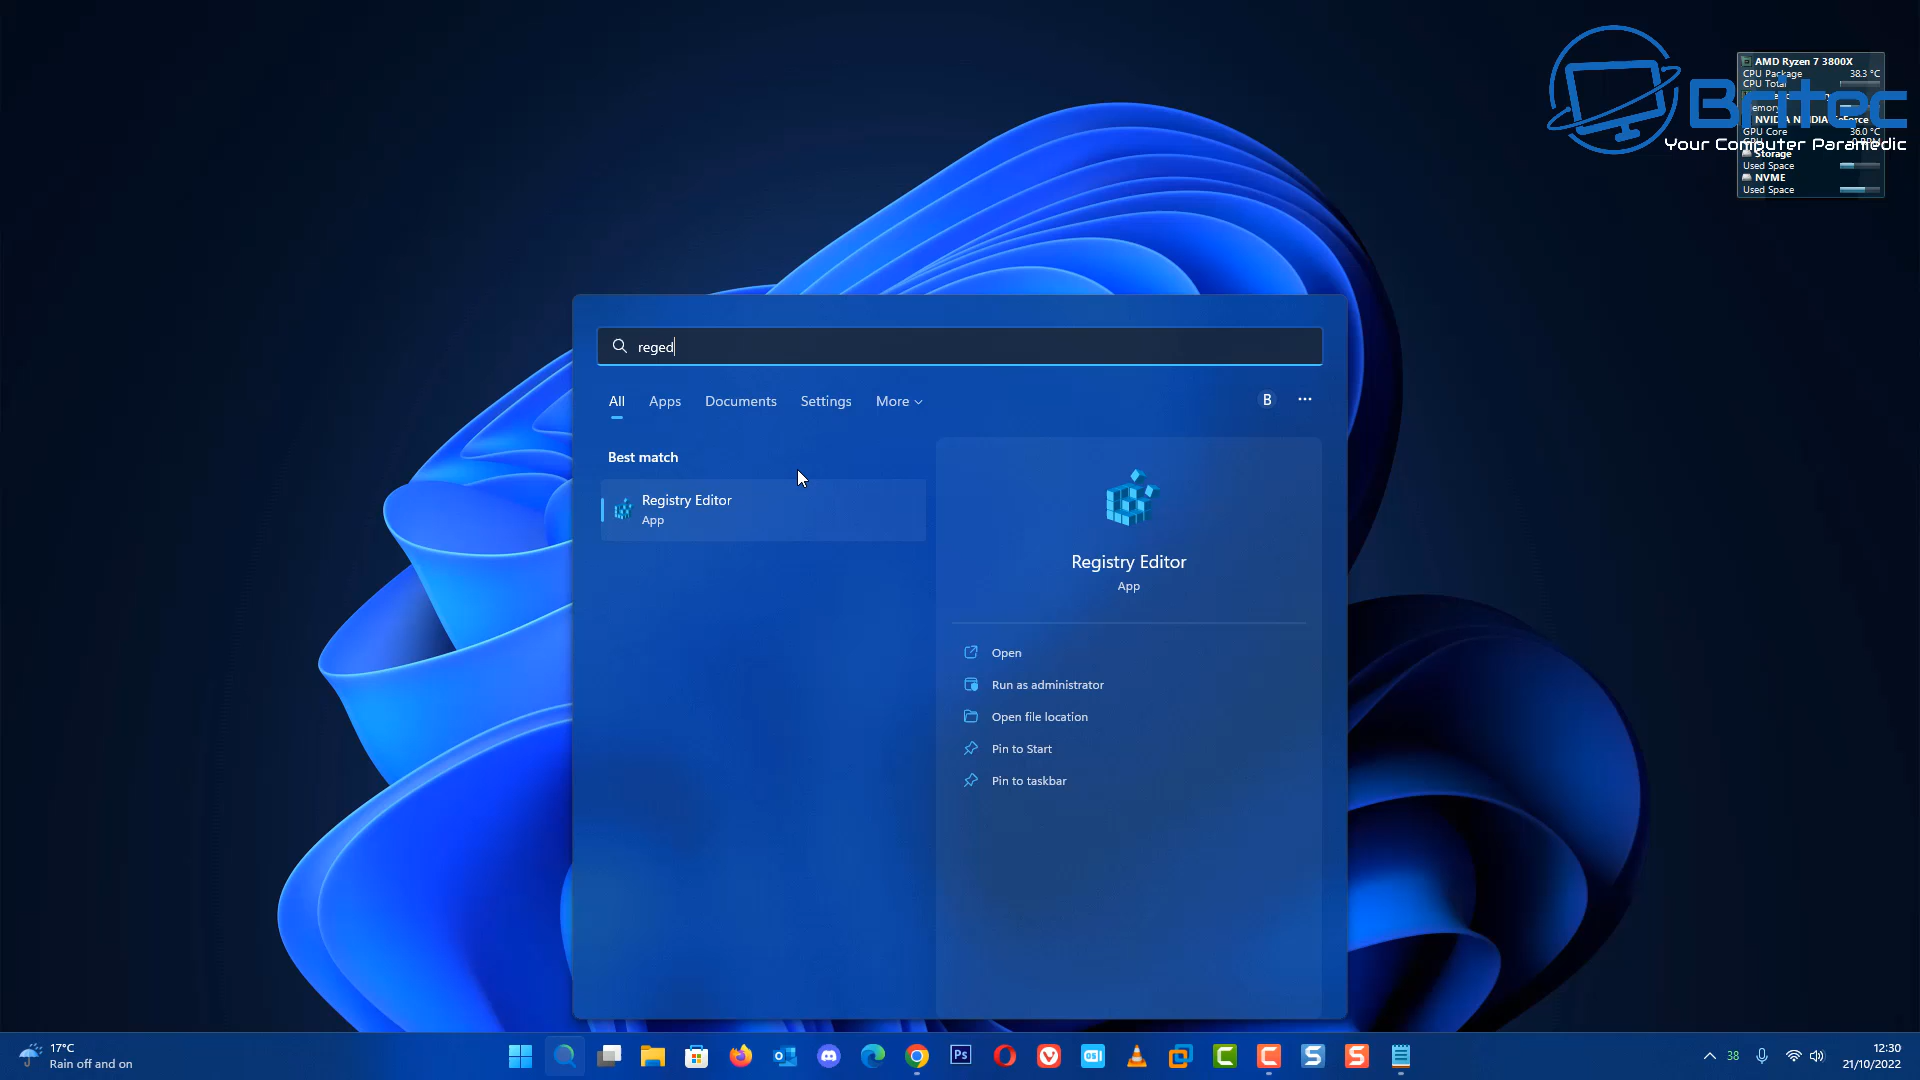 Britec
Your Computer Paramedic
AMD Ryzen 7 3800X
CPU Package 38.3 °C
CPU Total
GPU Core 36.0 °C
Storage
Used Space
NVME
Used Space
reged
All Apps Documents Settings More
B
Best match
Registry Editor
App
Registry Editor
App
Open
Run as administrator
Open file location
Pin to Start
Pin to taskbar
17°C
Rain off and on
Ps
38
12:30
21/10/2022